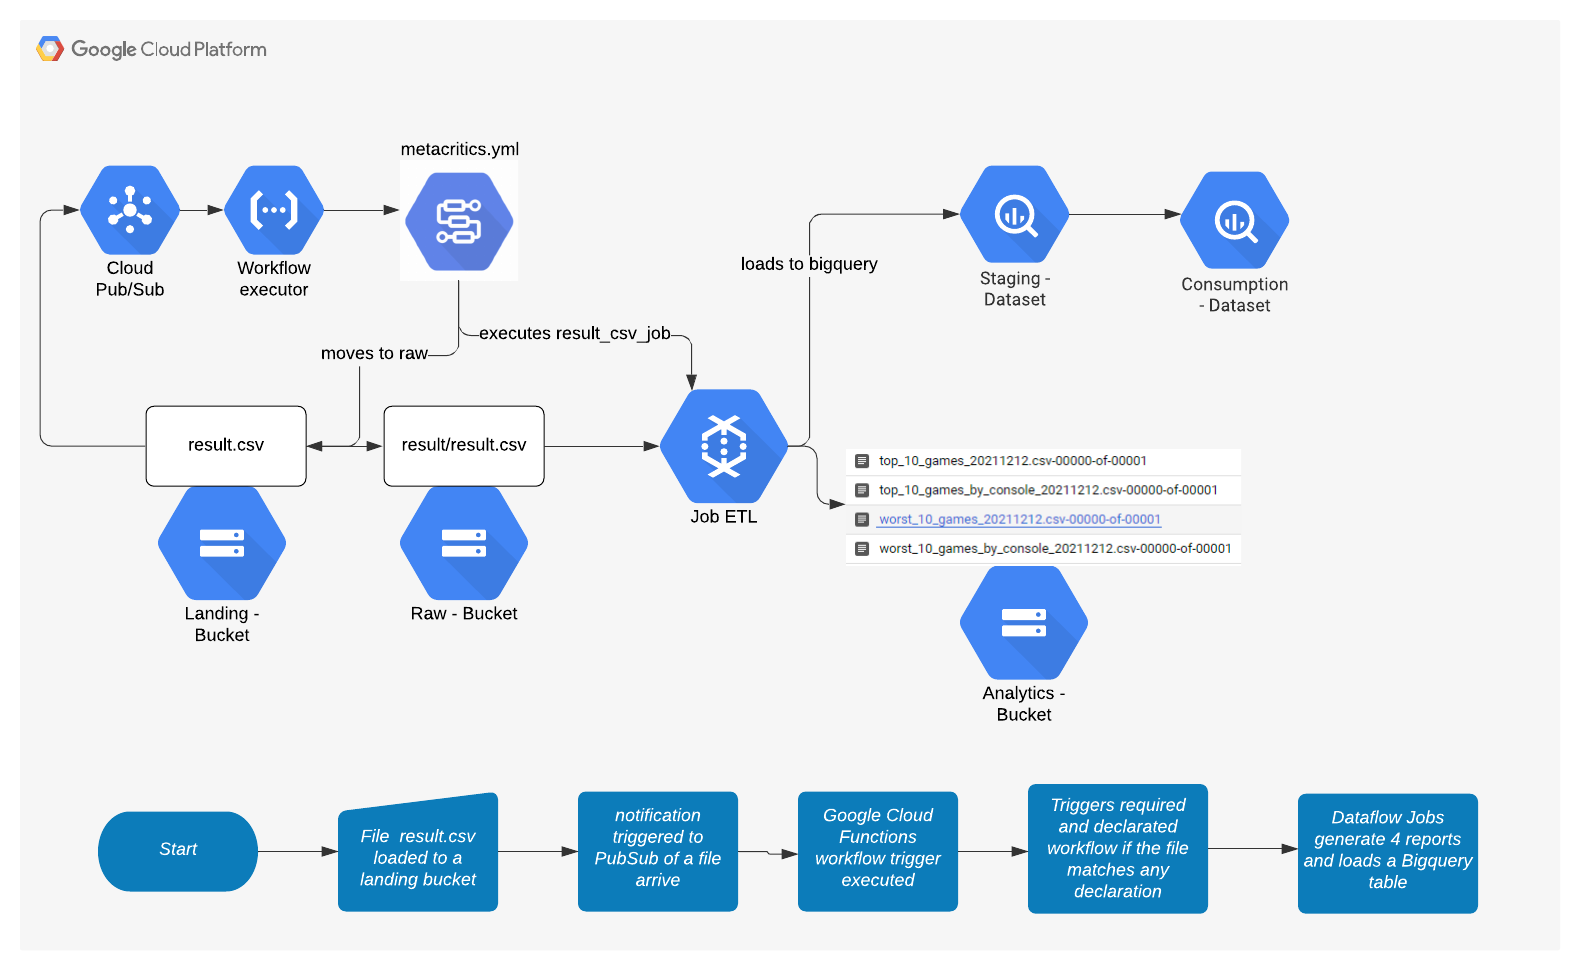 Google Cloud Platform
metacritics.yml
Cloud
Pub/Sub
Workflow
executor
loads to bigquery
Staging -
Dataset
Consumption
- Dataset
executes result_csv_job
moves to raw
result.csv
result/result.csv
Job ETL
top_10_games_20211212.csv-00000-of-00001
top_10_games_by_console_20211212.csv-00000-of-00001
worst_10_games_20211212.csv-00000-of-00001
worst_10_games_by_console_20211212.csv-00000-of-00001
Landing -
Bucket
Raw - Bucket
Analytics -
Bucket
Start
File result.csv
loaded to a
landing bucket
notification
triggered to
PubSub of a file
arrive
Google Cloud
Functions
workflow trigger
executed
Triggers required
and declarated
workflow if the file
matches any
declaration
Dataflow Jobs
generate 4 reports
and loads a Bigquery
table